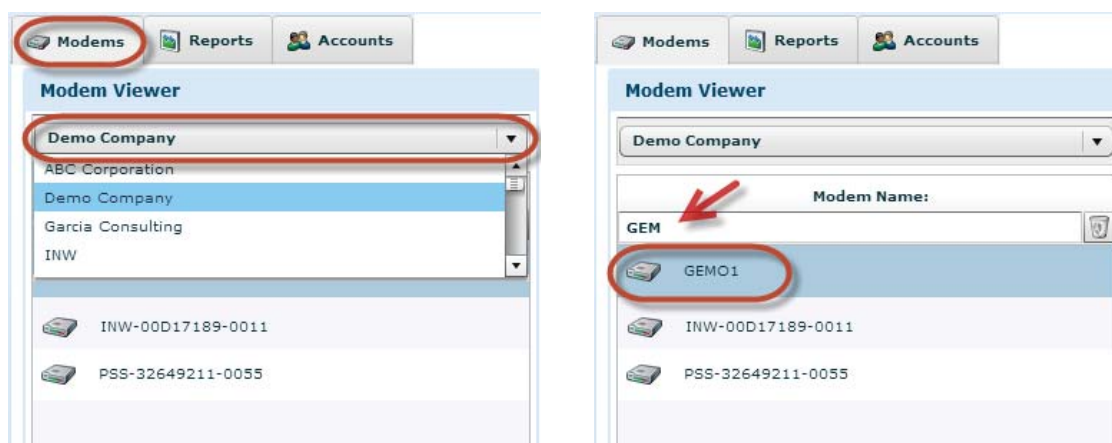 Modems Reports Accounts
Modem Viewer
Demo Company
ABC Corporation
Demo Company
Garcia Consulting
INW
INW-00D17189-0011
PSS-32649211-0055
Modems Reports Accounts
Modem Viewer
Demo Company
Modem Name:
GEM
GEMO1
INW-00D17189-0011
PSS-32649211-0055